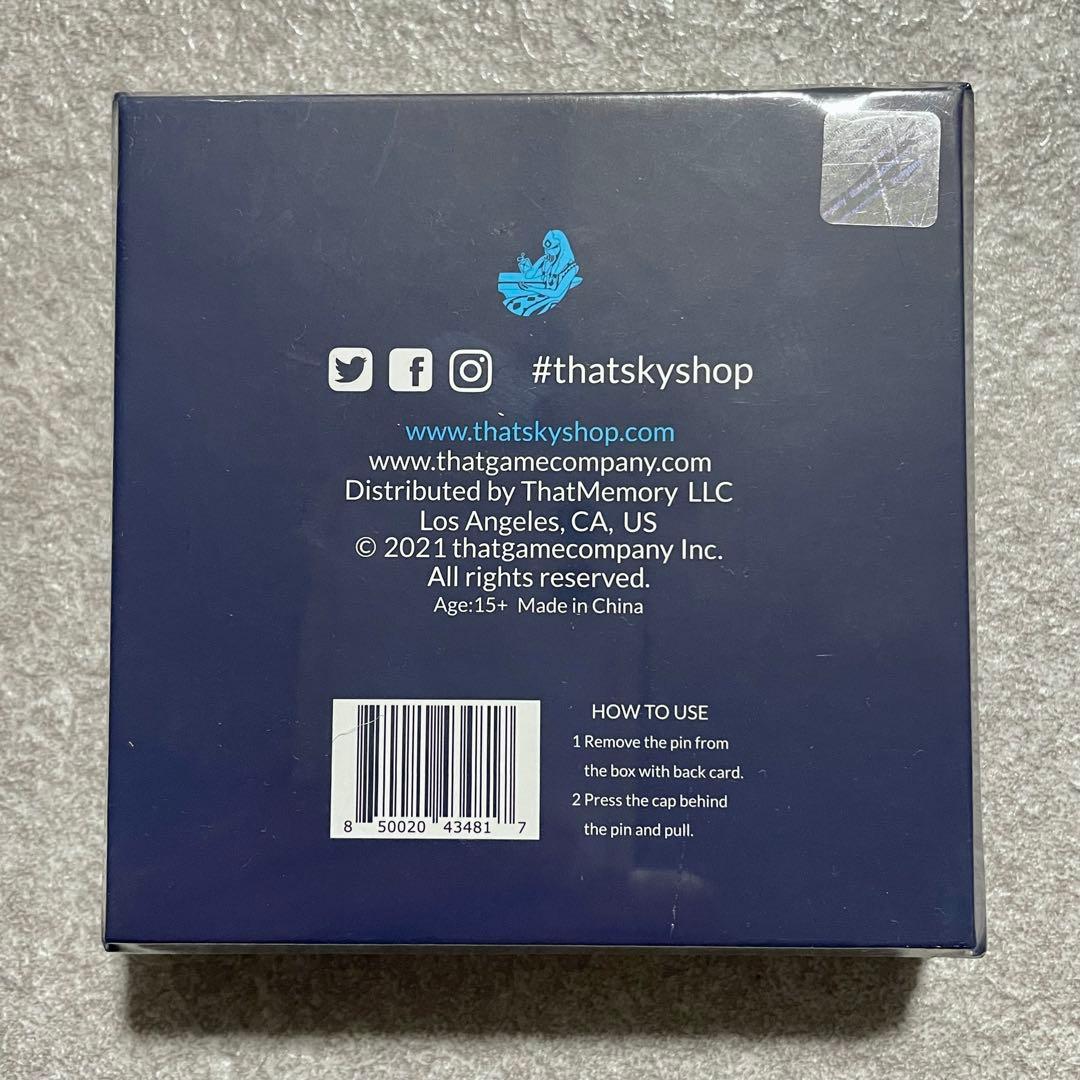 #thatskyshop
www.thatskyshop.com
www.thatgamecompany.com
Distributed by ThatMemory LLC
Los Angeles, CA, US
© 2021 thatgamecompany Inc.
All rights reserved.
Age:15+ Made in China
8 50020 43481 7
HOW TO USE
1 Remove the pin from
the box with back card.
2 Press the cap behind
the pin and pull.